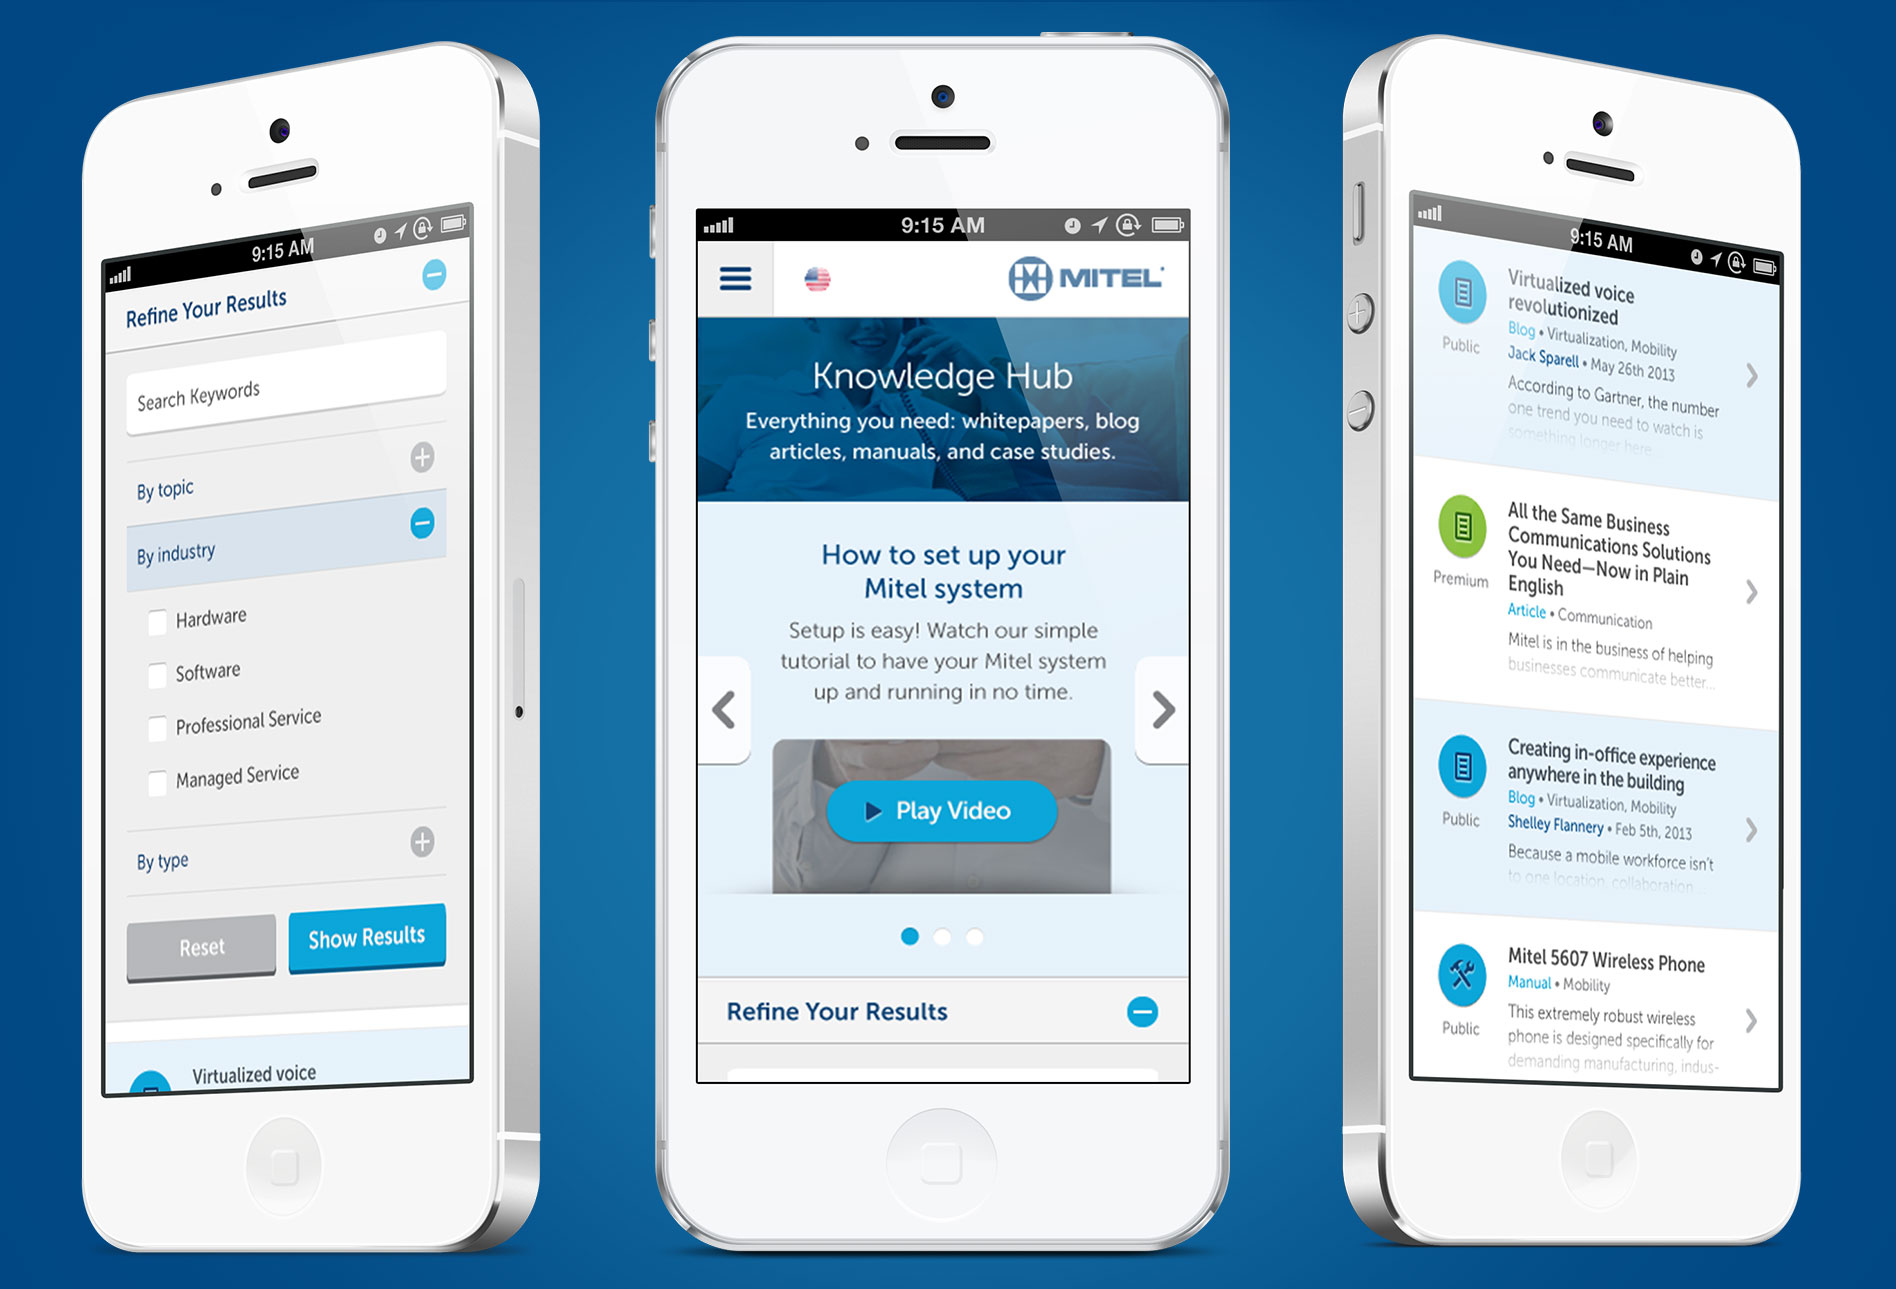 9:15 AM
Refine Your Results
Search Keywords
By topic
By industry
Hardware
Software
Professional Service
Managed Service
By type
Reset
Show Results
Virtualized voice
9:15 AM
MITEL
Knowledge Hub
Everything you need: whitepapers, blog
articles, manuals, and case studies.
How to set up your
Mitel system
Setup is easy! Watch our simple
tutorial to have your Mitel system
up and running in no time.
Play Video
Refine Your Results
9:15 AM
Public
Virtualized voice
revolutionized
Blog • Virtualization, Mobility
Jack Sparell • May 26th 2013
According to Gartner, the number
one trend you need to watch is
something longer here...
Premium
All the Same Business
Communications Solutions
You Need—Now in Plain
English
Article • Communication
Mitel is in the business of helping
businesses communicate better...
Public
Creating in-office experience
anywhere in the building
Blog • Virtualization, Mobility
Shelley Flannery • Feb 5th, 2013
Because a mobile workforce isn't
to one location, collaboration ...
Public
Mitel 5607 Wireless Phone
Manual • Mobility
This extremely robust wireless
phone is designed specifically for
demanding manufacturing, indus-